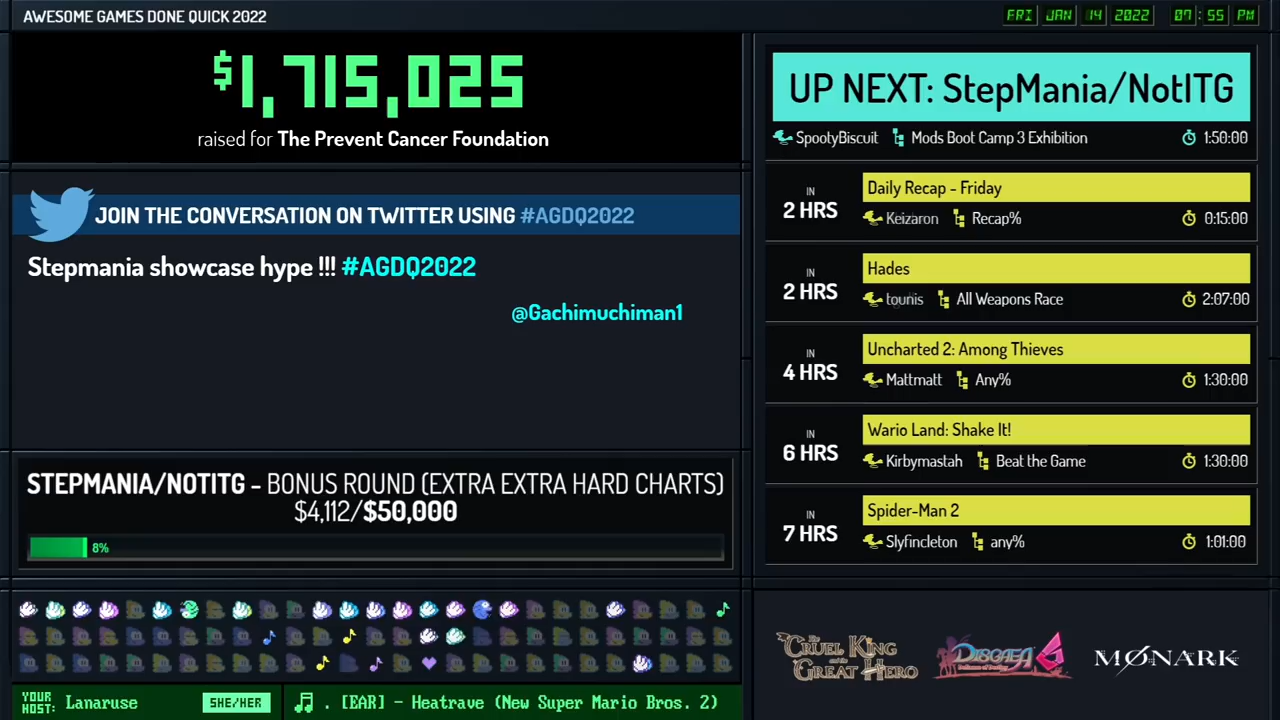 AWESOME GAMES DONE QUICK 2022
FRI JAN 14 2022 07:55 PM
$1,715,025
raised for The Prevent Cancer Foundation
JOIN THE CONVERSATION ON TWITTER USING #AGDQ2022
Stepmania showcase hype !!! #AGDQ2022
@Gachimuchiman1
STEPMANIA/NOTITG - BONUS ROUND (EXTRA EXTRA HARD CHARTS)
$4,112/$50,000
8%
YOUR HOST: Lanaruse SHE/HER . [EAR] - Heatrave (New Super Mario Bros. 2)
UP NEXT: StepMania/NotITG
SpootyBiscuit Mods Boot Camp 3 Exhibition 1:50:00
IN 2 HRS
Daily Recap - Friday
Keizaron Recap% 0:15:00
IN 2 HRS
Hades
tounis All Weapons Race 2:07:00
IN 4 HRS
Uncharted 2: Among Thieves
Mattmatt Any% 1:30:00
IN 6 HRS
Wario Land: Shake It!
Kirbymastah Beat the Game 1:30:00
IN 7 HRS
Spider-Man 2
Slyfincleton any% 1:01:00
The Cruel King and the Great Hero
DISGAEA 6
MØNARK